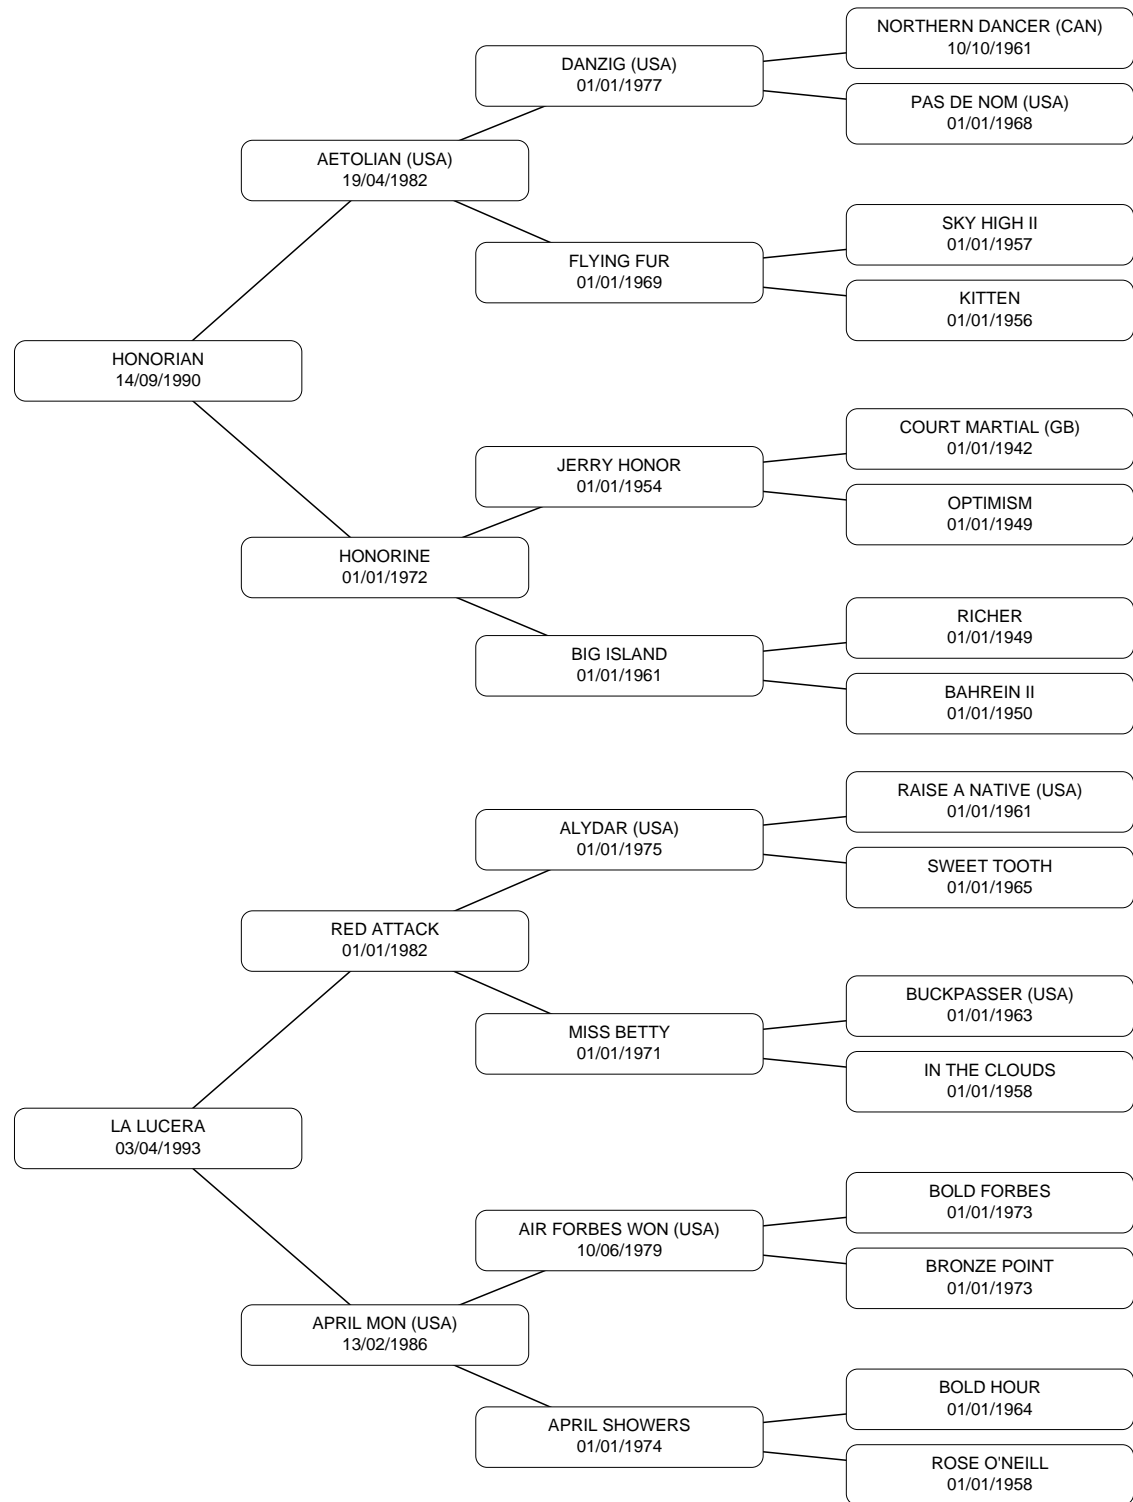 NORTHERN DANCER (CAN)
10/10/1961
DANZIG (USA)
01/01/1977
PAS DE NOM (USA)
01/01/1968
AETOLIAN (USA)
19/04/1982
SKY HIGH II
01/01/1957
FLYING FUR
01/01/1969
KITTEN
01/01/1956
HONORIAN
14/09/1990
COURT MARTIAL (GB)
01/01/1942
JERRY HONOR
01/01/1954
OPTIMISM
01/01/1949
HONORINE
01/01/1972
RICHER
01/01/1949
BIG ISLAND
01/01/1961
BAHREIN II
01/01/1950
RAISE A NATIVE (USA)
01/01/1961
ALYDAR (USA)
01/01/1975
SWEET TOOTH
01/01/1965
RED ATTACK
01/01/1982
BUCKPASSER (USA)
01/01/1963
MISS BETTY
01/01/1971
IN THE CLOUDS
01/01/1958
LA LUCERA
03/04/1993
BOLD FORBES
01/01/1973
AIR FORBES WON (USA)
10/06/1979
BRONZE POINT
01/01/1973
APRIL MON (USA)
13/02/1986
BOLD HOUR
01/01/1964
APRIL SHOWERS
01/01/1974
ROSE O'NEILL
01/01/1958